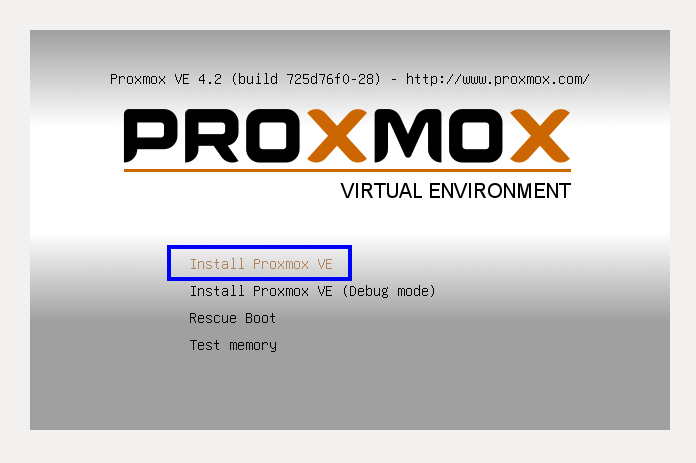 Proxmox VE 4.2 (build 725d76f0-28) - http://www.proxmox.com/
PROXMOX
VIRTUAL ENVIRONMENT
Install Proxmox VE
Install Proxmox VE (Debug mode)
Rescue Boot
Test memory